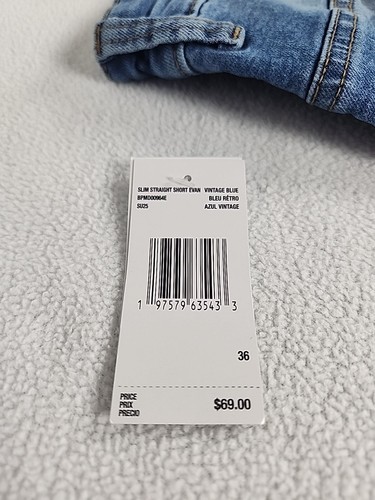 SLIM STRAIGHT SHORT EVAN VINTAGE BLUE
BPMD00964E BLEU RÉTRO
SU25 AZUL VINTAGE
1 97579 63543 3
36
PRICE
PRIX
PRECIO
$69.00